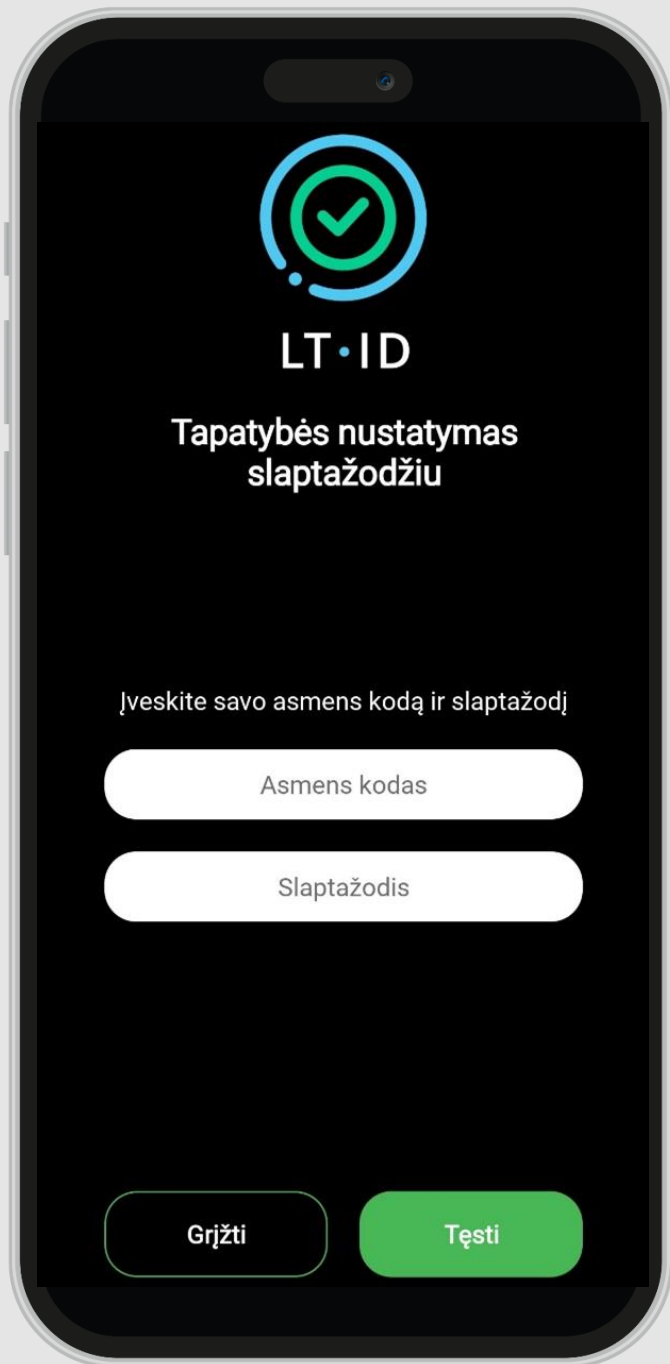 LT·ID
Tapatybės nustatymas
slaptažodžiu
Įveskite savo asmens kodą ir slaptažodį
Asmens kodas
Slaptažodis
Grįžti
Tęsti